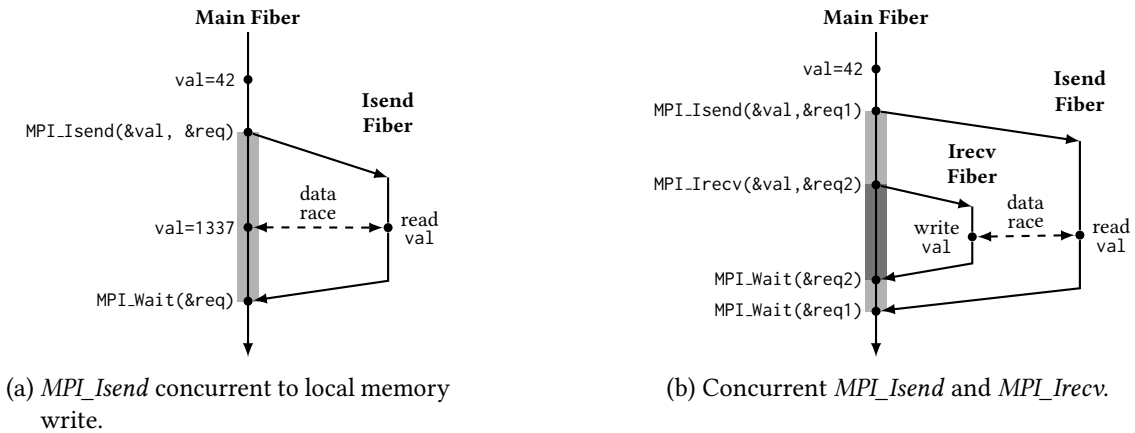 Main Fiber
val=42
Isend
Fiber
MPI_Isend(&val, &req)
data
race
val=1337
read
val
MPI_Wait(&req)
(a) MPI_Isend concurrent to local memory
write.
Main Fiber
val=42
Isend
Fiber
MPI_Isend(&val,&req1)
Irecv
Fiber
MPI_Irecv(&val,&req2)
data
race
write
val
read
val
MPI_Wait(&req2)
MPI_Wait(&req1)
(b) Concurrent MPI_Isend and MPI_Irecv.